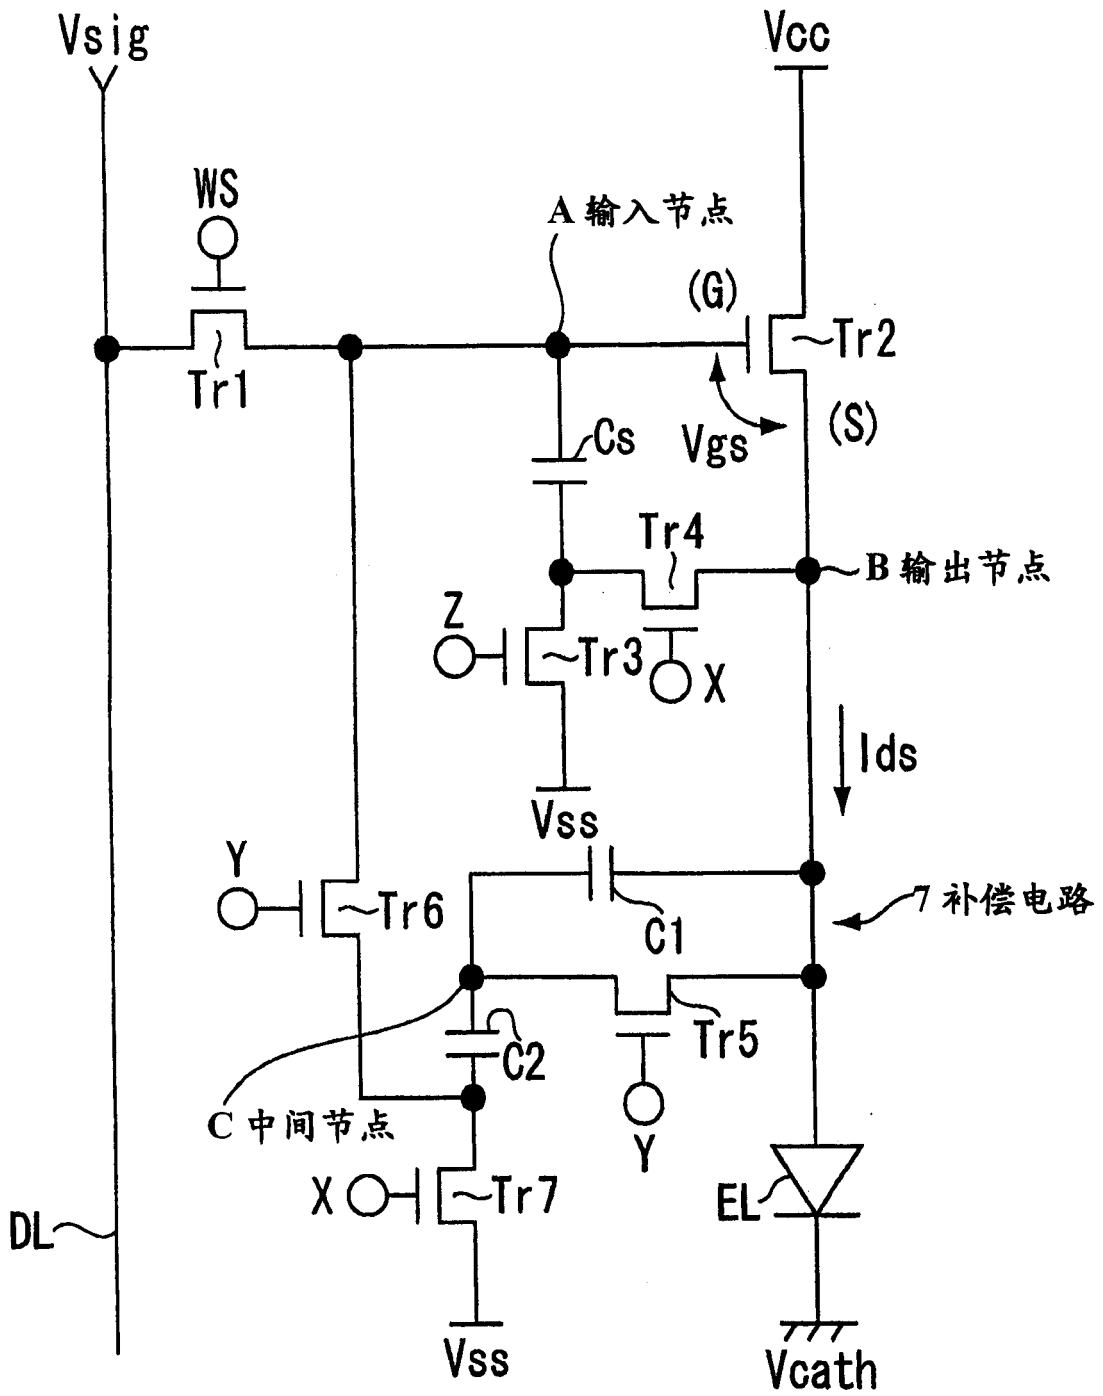 Vsig
Vcc
WS
A 输入节点
(G)
Tr1
Tr2
Vgs
(S)
Cs
Tr4
B 输出节点
Z
Tr3
X
Ids
Vss
Y
Tr6
C1
7 补偿电路
Tr5
C2
C 中间节点
Y
X
Tr7
EL
DL
Vss
Vcath